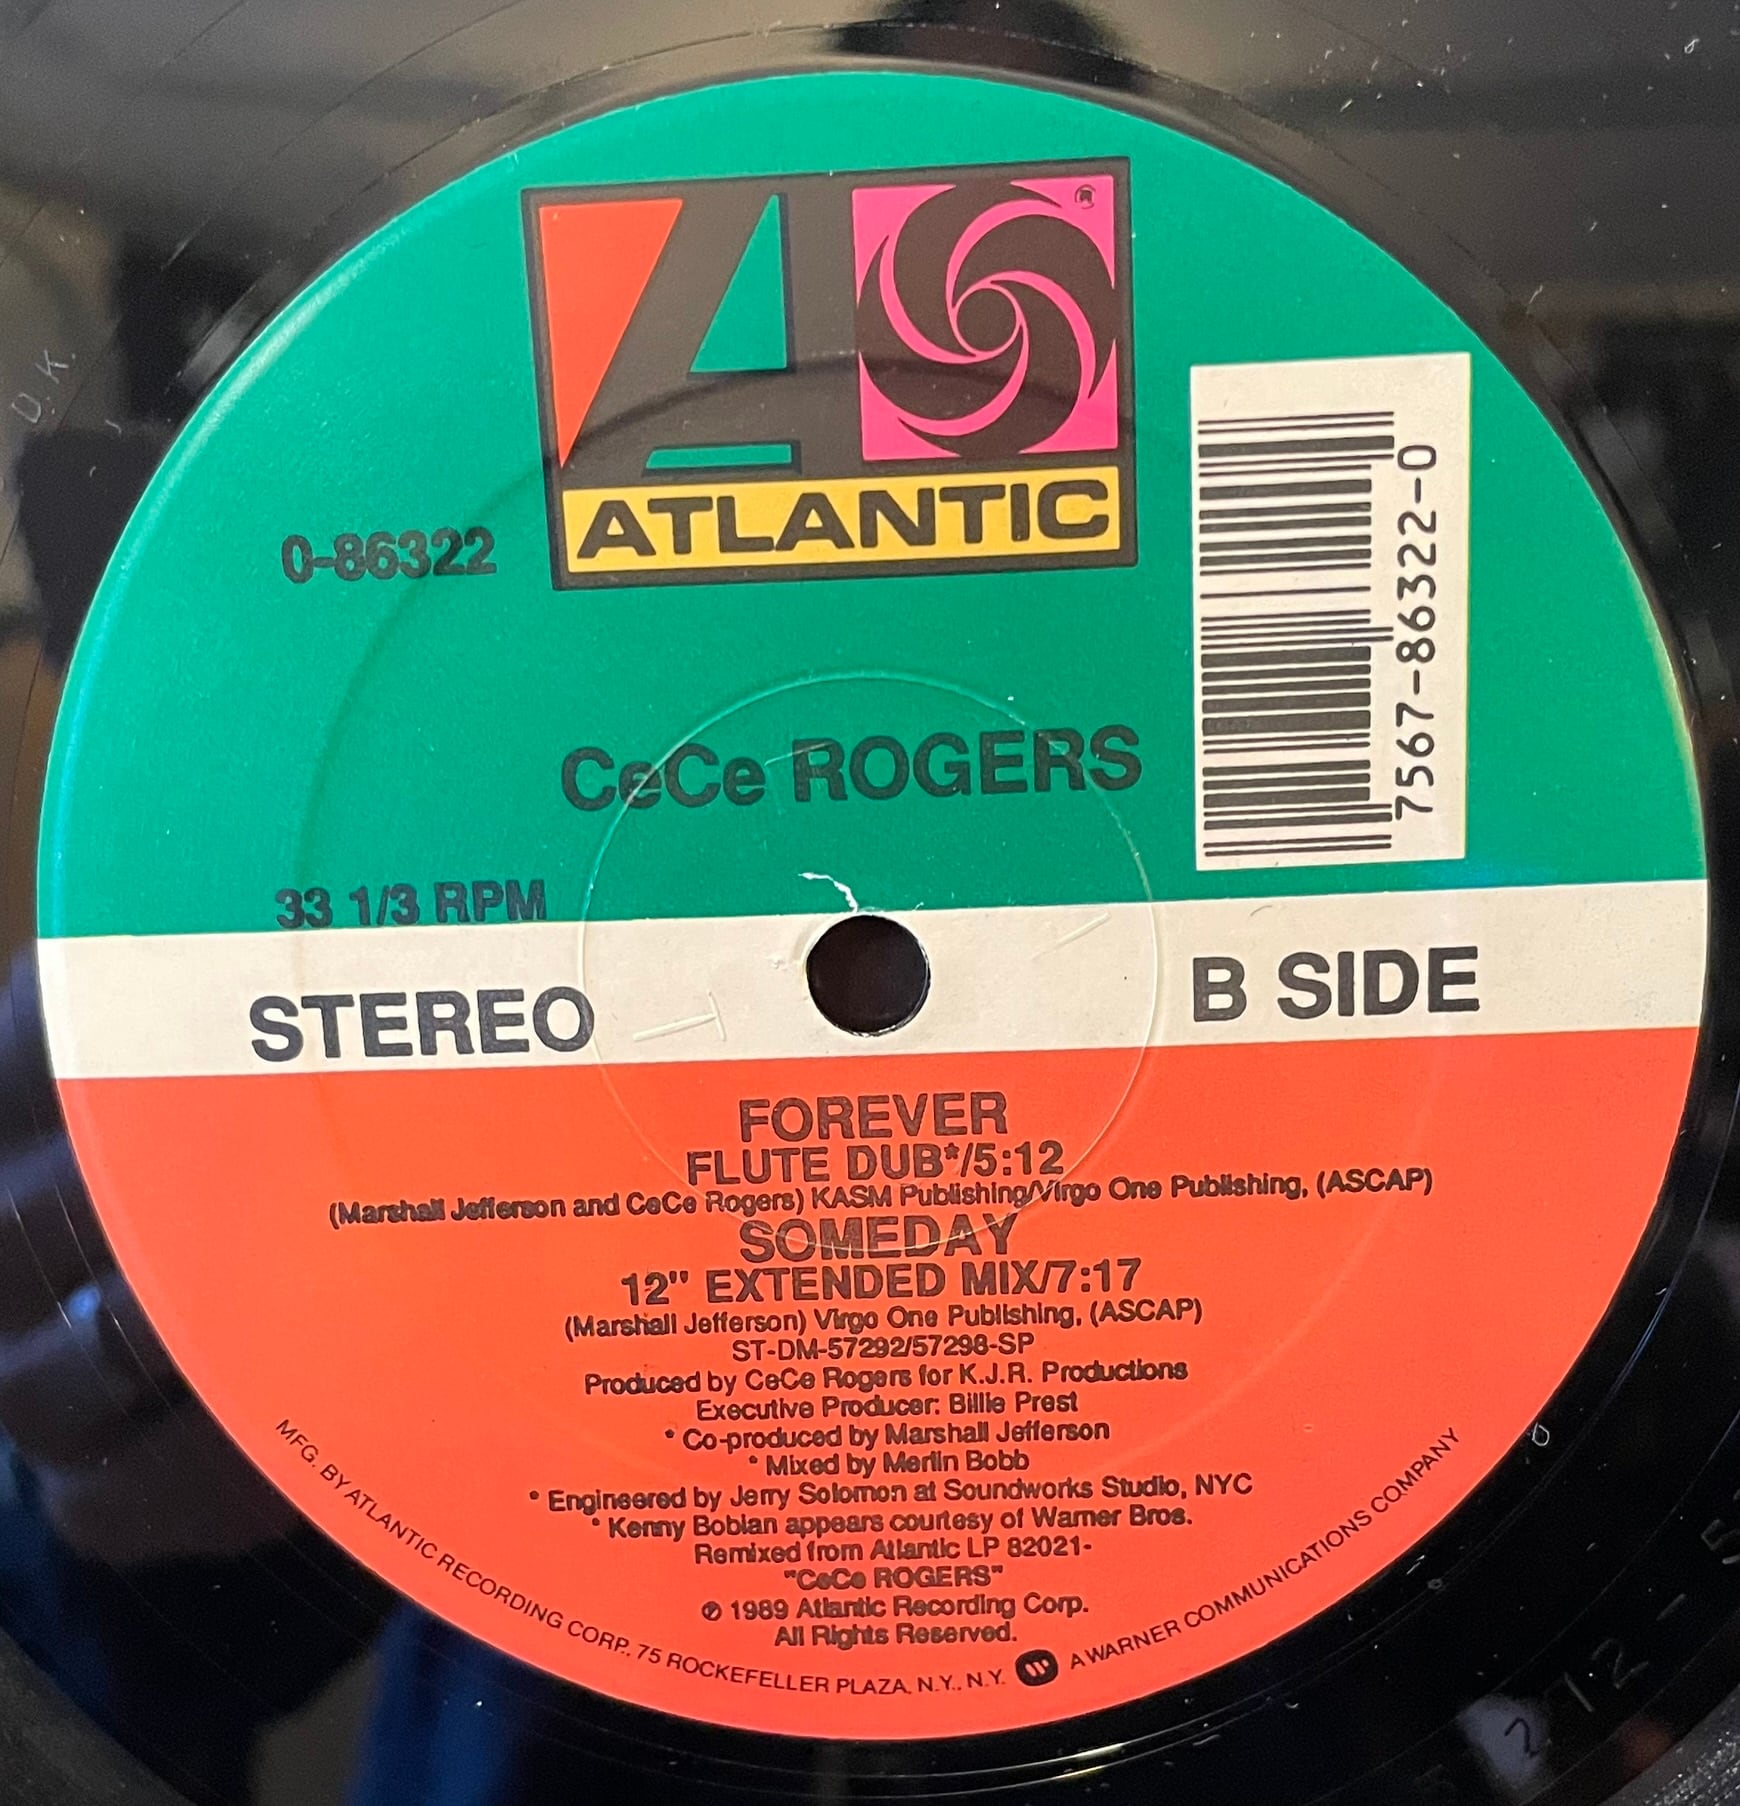 ®
ATLANTIC
0-86322
7567-86322-0
CeCe ROGERS
33 1/3 RPM
STEREO
B SIDE
FOREVER
FLUTE DUB*/5:12
(Marshall Jefferson and CeCe Rogers) KASM Publishing/Virgo One Publishing, (ASCAP)
SOMEDAY
12" EXTENDED MIX/7:17
(Marshall Jefferson) Virgo One Publishing, (ASCAP)
ST-DM-57292/57298-SP
Produced by CeCe Rogers for K.J.R. Productions
Executive Producer: Billie Prest
* Co-produced by Marshall Jefferson
* Mixed by Merlin Bobb
* Engineered by Jerry Solomon at Soundworks Studio, NYC
* Kenny Bobian appears courtesy of Warner Bros.
Remixed from Atlantic LP 82021-
"CeCe ROGERS"
℗ 1989 Atlantic Recording Corp.
All Rights Reserved.
MFG. BY ATLANTIC RECORDING CORP., 75 ROCKEFELLER PLAZA, N.Y., N.Y. A WARNER COMMUNICATIONS COMPANY
D.K.